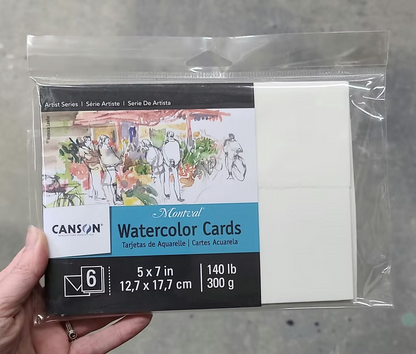 Artist Series | Série Artiste | Serie De Artista
Montval
CANSON
Watercolor Cards
Tarjetas de Aquarelle | Cartes Acuarela
6
5 x 7 in
12,7 x 17,7 cm
140 lb
300 g